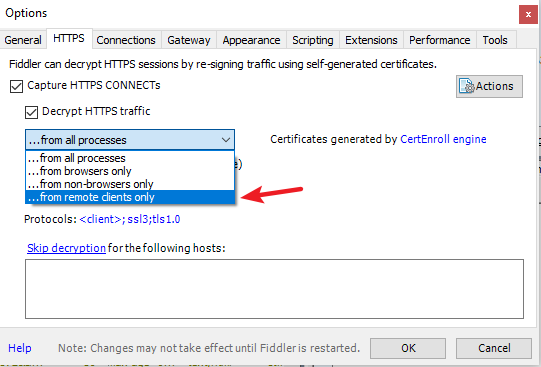 Options
General HTTPS Connections Gateway Appearance Scripting Extensions Performance Tools
Fiddler can decrypt HTTPS sessions by re-signing traffic using self-generated certificates.
Capture HTTPS CONNECTs
Actions
Decrypt HTTPS traffic
...from all processes
Certificates generated by CertEnroll engine
...from all processes
...from browsers only
...from non-browsers only
...from remote clients only
Protocols: <client>;ssl3;tls1.0
Skip decryption for the following hosts:
Help Note: Changes may not take effect until Fiddler is restarted. OK Cancel